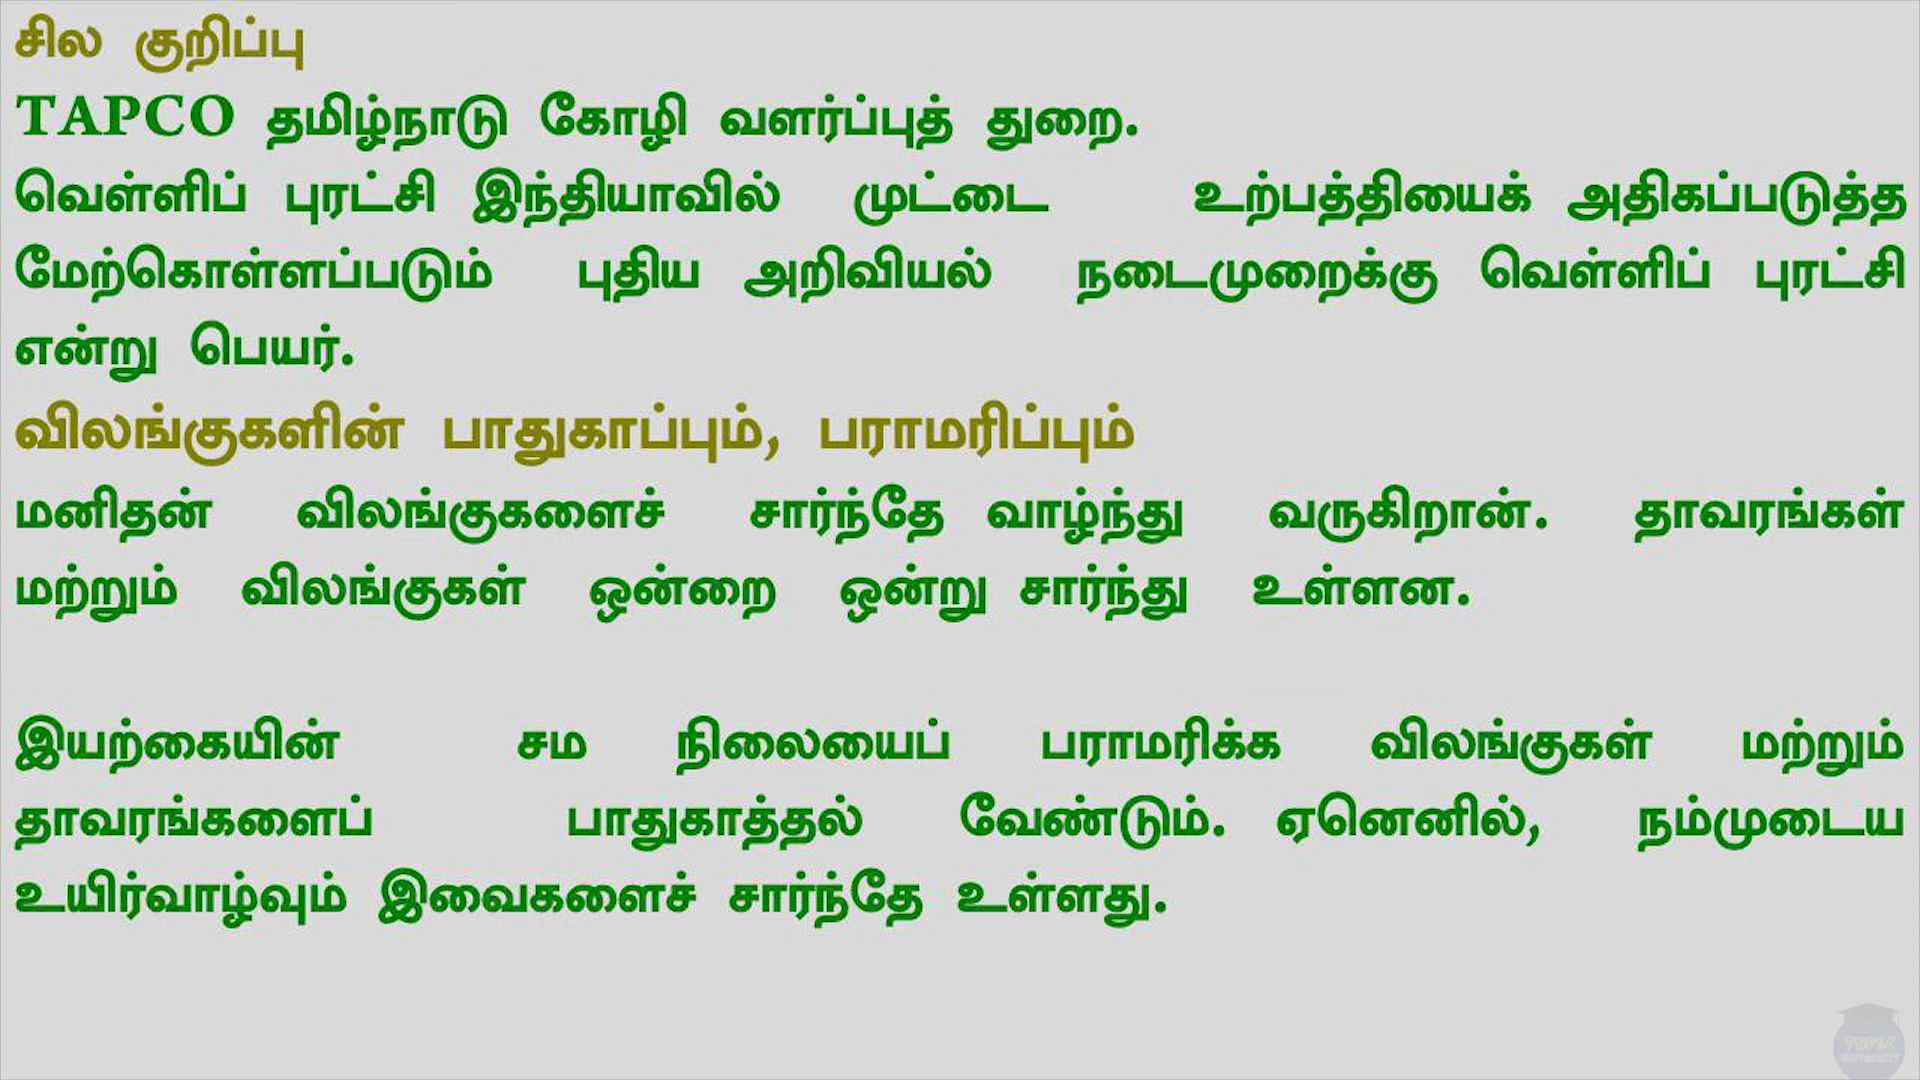 சில குறிப்பு
TAPCO தமிழ்நாடு கோழி வளர்ப்புத் துறை.
வெள்ளிப் புரட்சி இந்தியாவில் முட்டை உற்பத்தியைக் அதிகப்படுத்த
மேற்கொள்ளப்படும் புதிய அறிவியல் நடைமுறைக்கு வெள்ளிப் புரட்சி
என்று பெயர்.
விலங்குகளின் பாதுகாப்பும், பராமரிப்பும்
மனிதன் விலங்குகளைச் சார்ந்தே வாழ்ந்து வருகிறான். தாவரங்கள்
மற்றும் விலங்குகள் ஒன்றை ஒன்று சார்ந்து உள்ளன.
இயற்கையின் சம நிலையைப் பராமரிக்க விலங்குகள் மற்றும்
தாவரங்களைப் பாதுகாத்தல் வேண்டும். ஏனெனில், நம்முடைய
உயிர்வாழ்வும் இவைகளைச் சார்ந்தே உள்ளது.